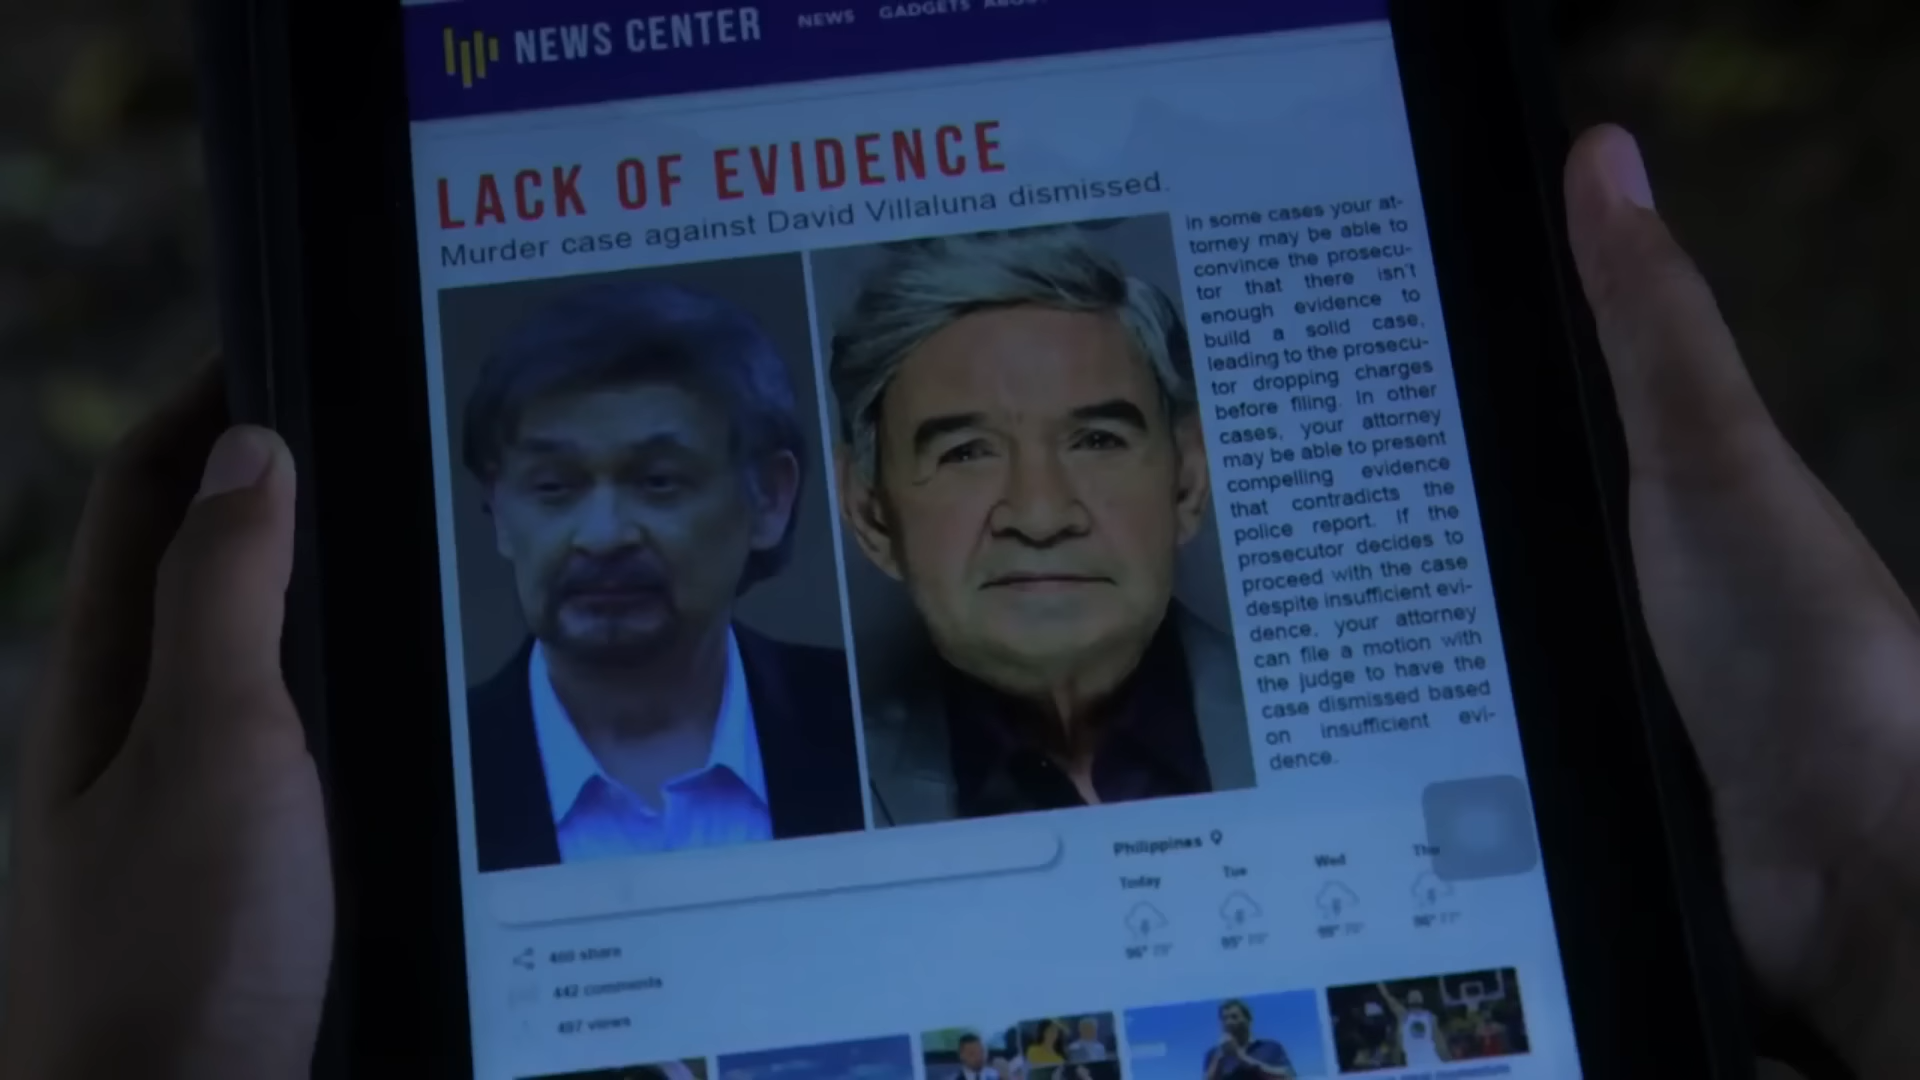 NEWS CENTER
NEWS GADGETS
LACK OF EVIDENCE
Murder case against David Villaluna dismissed.
In some cases your at-
torney may be able to
convince the prosecu-
tor that there isn't
enough evidence to
build a solid case,
leading to the prosecu-
tor dropping charges
before filing. In other
cases, your attorney
may be able to present
compelling evidence
that contradicts the
police report. If the
prosecutor decides to
proceed with the case
despite insufficient evi-
dence, your attorney
can file a motion with
the judge to have the
case dismissed based
on insufficient evi-
dence.
Philippines
Today Tue Wed Thu
share
442 comments
497 views